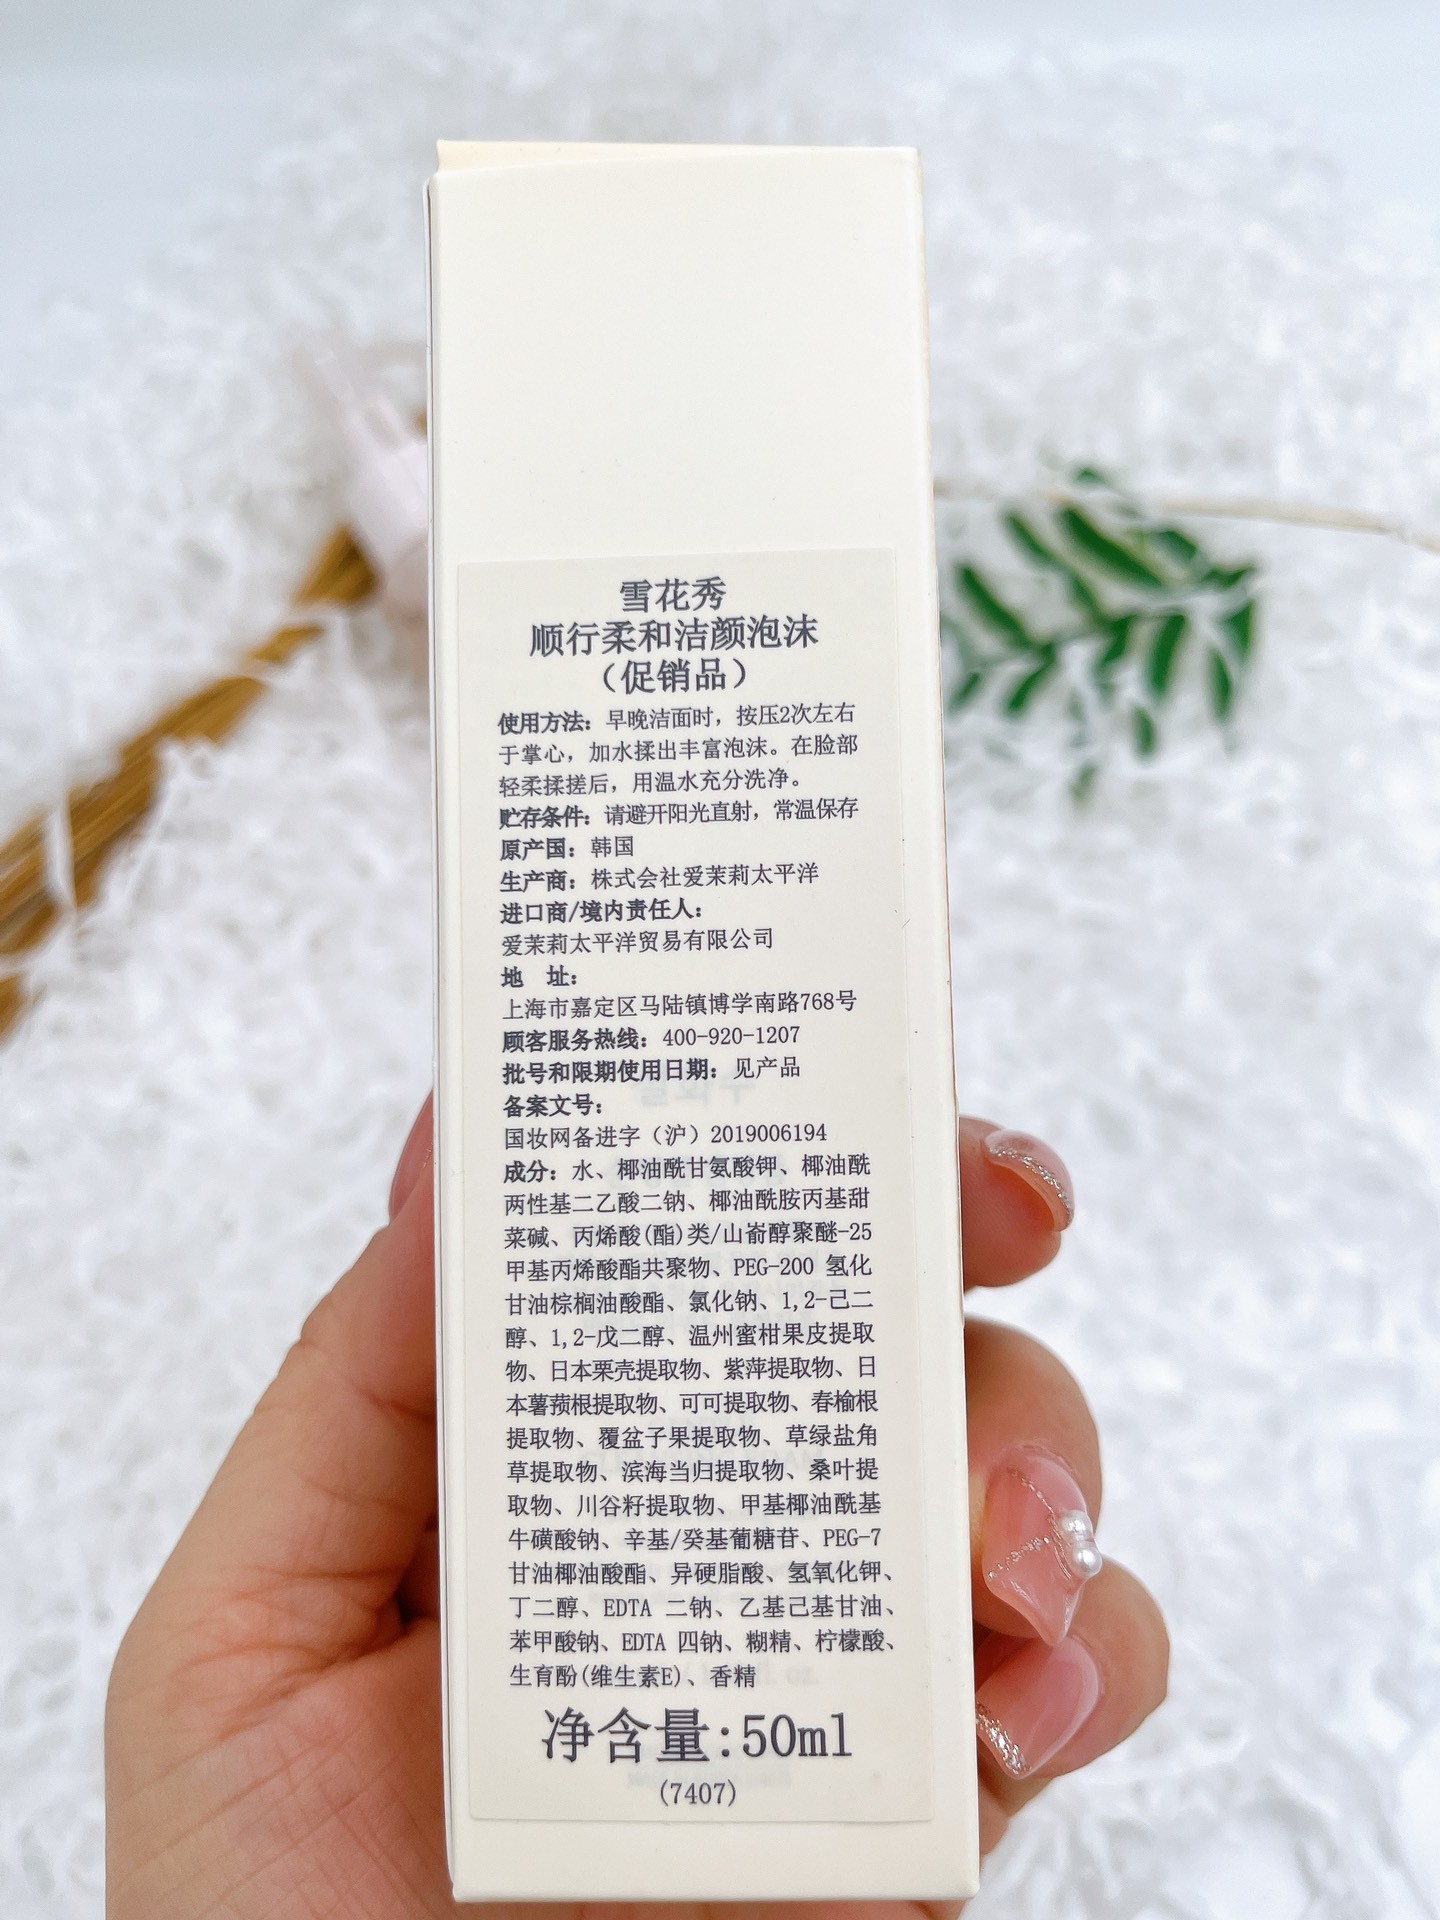 雪花秀
顺行柔和洁颜泡沫
（促销品）
使用方法：早晚洁面时，按压2次左右
于掌心，加水揉出丰富泡沫。在脸部
轻柔揉搓后，用温水充分洗净。
贮存条件：请避开阳光直射，常温保存
原产国：韩国
生产商：株式会社爱茉莉太平洋
进口商/境内责任人：
爱茉莉太平洋贸易有限公司
地　址：
上海市嘉定区马陆镇博学南路768号
顾客服务热线：400-920-1207
批号和限期使用日期：见产品
备案文号：
国妆网备进字（沪）2019006194
成分：水、椰油酰甘氨酸钾、椰油酰
两性基二乙酸二钠、椰油酰胺丙基甜
菜碱、丙烯酸(酯)类/山嵛醇聚醚-25
甲基丙烯酸酯共聚物、PEG-200 氢化
甘油棕榈油酸酯、氯化钠、1,2-己二
醇、1,2-戊二醇、温州蜜柑果皮提取
物、日本栗壳提取物、紫萍提取物、日
本薯蓣根提取物、可可提取物、春榆根
提取物、覆盆子果提取物、草绿盐角
草提取物、滨海当归提取物、桑叶提
取物、川谷籽提取物、甲基椰油酰基
牛磺酸钠、辛基/癸基葡糖苷、PEG-7
甘油椰油酸酯、异硬脂酸、氢氧化钾、
丁二醇、EDTA 二钠、乙基己基甘油、
苯甲酸钠、EDTA 四钠、糊精、柠檬酸、
生育酚(维生素E)、香精
净含量:50ml
(7407)